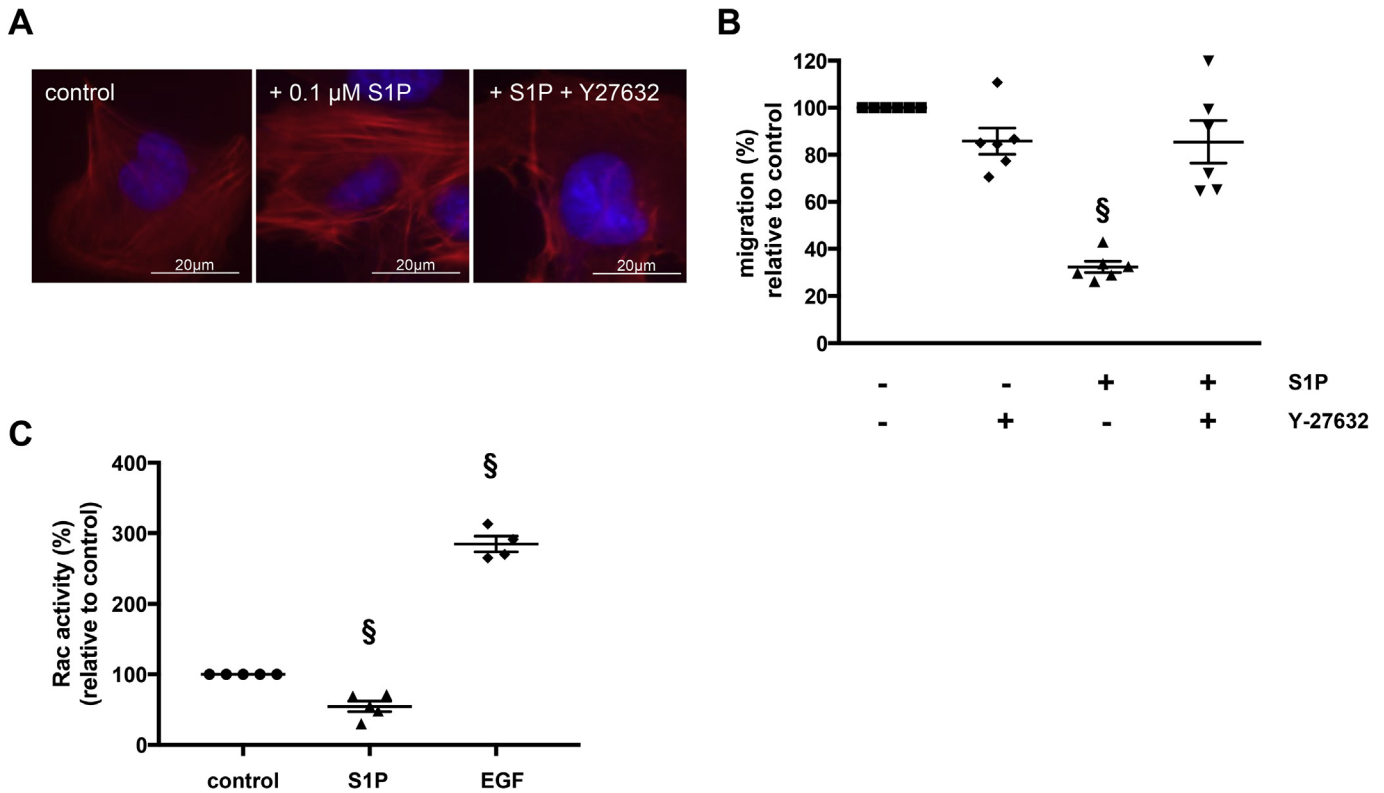 A
control
+ 0.1 µM S1P
+ S1P + Y27632
20µm
20µm
20µm
B
migration (%)
relative to control
120
100
80
60
40
20
0
§
- - + + S1P
- + - + Y-27632
C
Rac activity (%)
(relative to control)
400
300
200
100
0
§
§
control S1P EGF